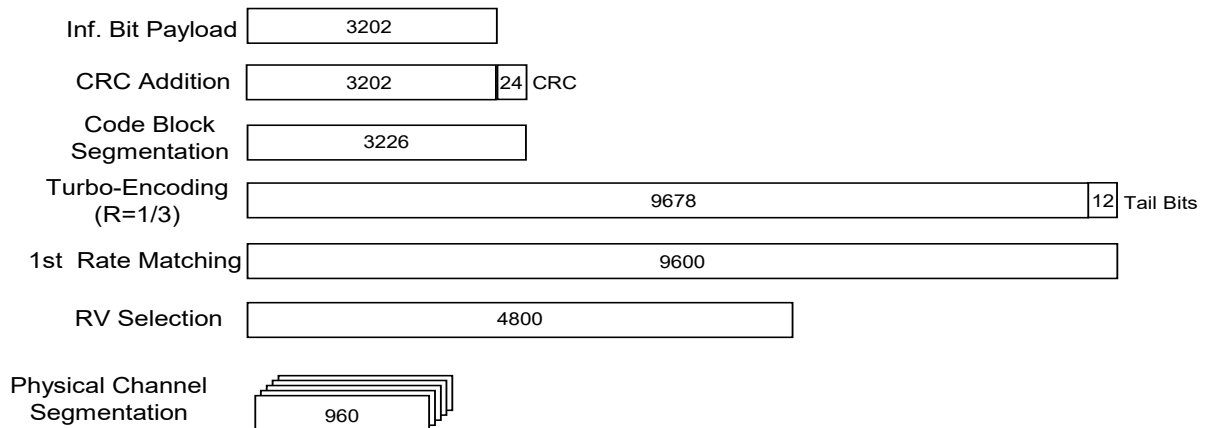 Inf. Bit Payload 3202
CRC Addition 3202 24 CRC
Code Block
Segmentation 3226
Turbo-Encoding
(R=1/3) 9678 12 Tail Bits
1st Rate Matching 9600
RV Selection 4800
Physical Channel
Segmentation 960